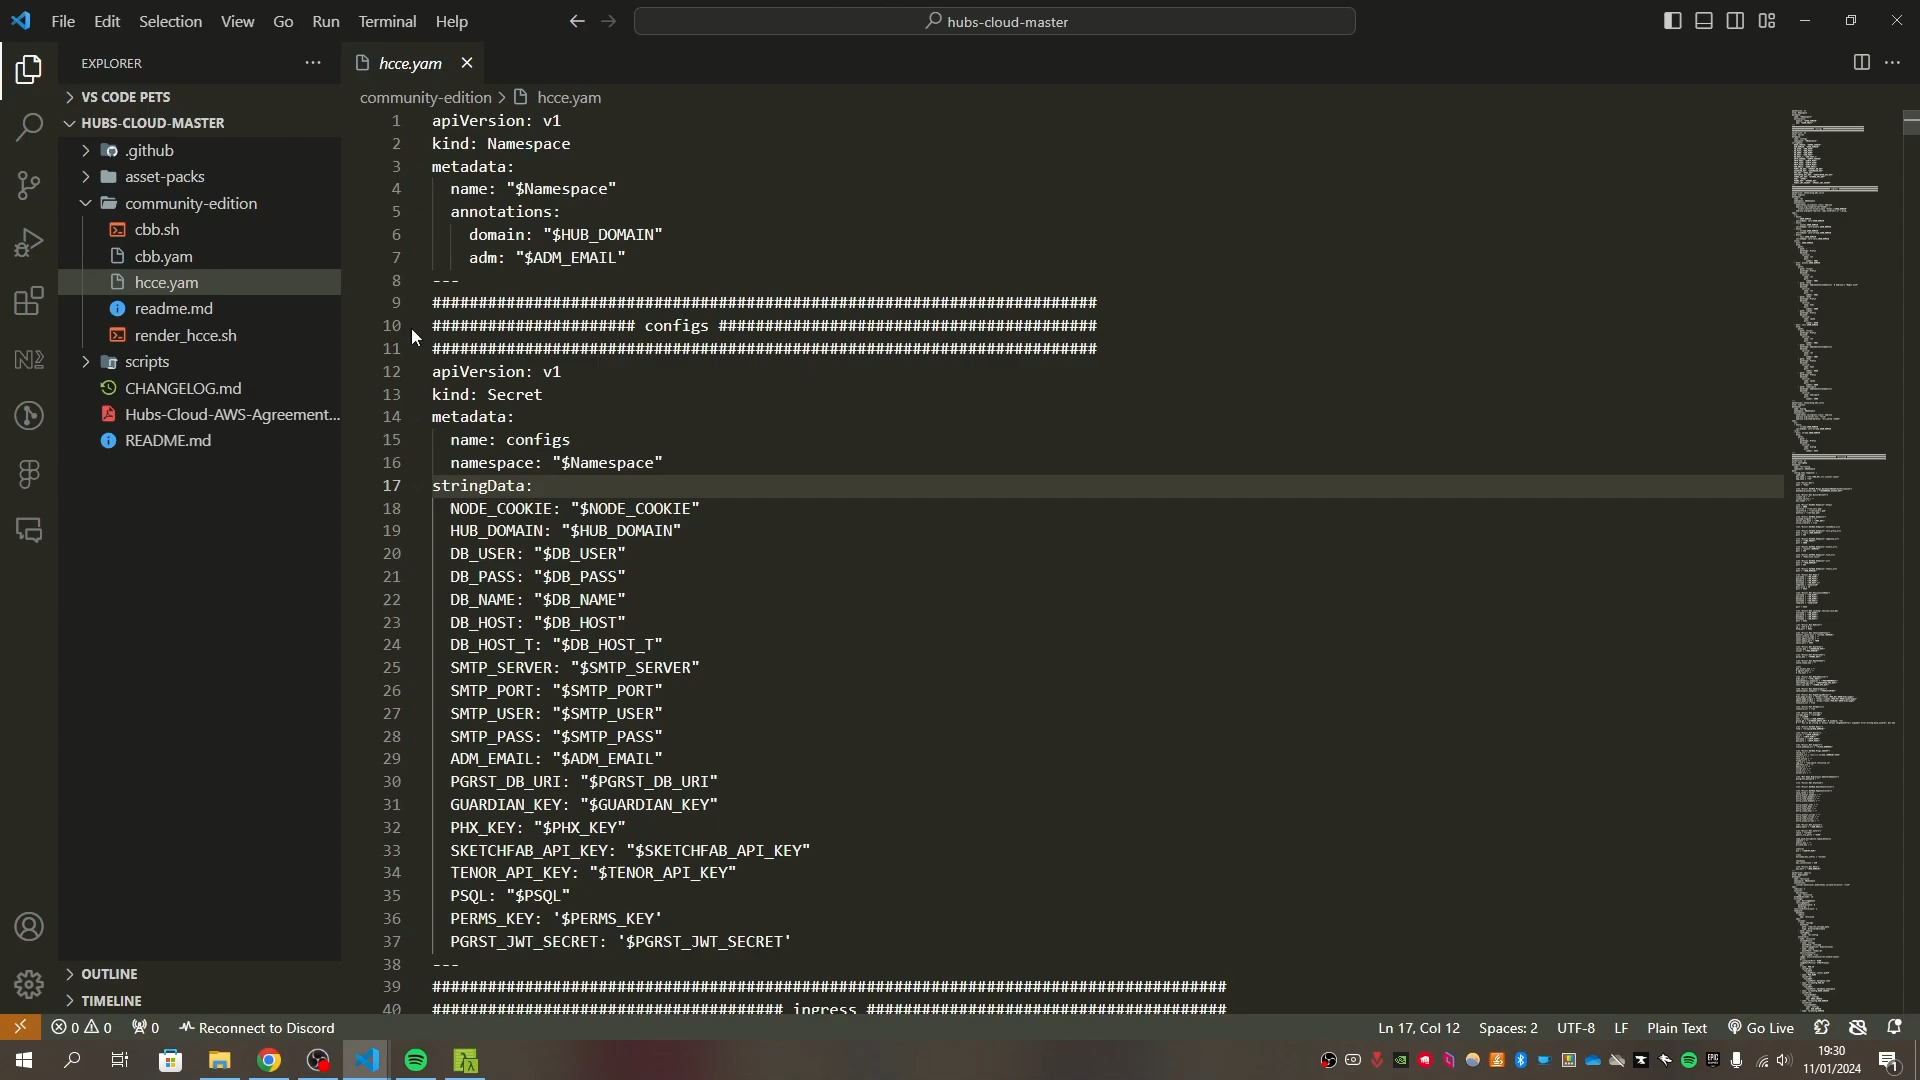 File Edit Selection View Go Run Terminal Help
hubs-cloud-master
EXPLORER
hcce.yam
VS CODE PETS
community-edition > hcce.yam
HUBS-CLOUD-MASTER
.github
asset-packs
community-edition
cbb.sh
cbb.yam
hcce.yam
readme.md
render_hcce.sh
scripts
CHANGELOG.md
Hubs-Cloud-AWS-Agreement...
README.md
OUTLINE
TIMELINE
1 apiVersion: v1
2 kind: Namespace
3 metadata:
4 name: "$Namespace"
5 annotations:
6 domain: "$HUB_DOMAIN"
7 adm: "$ADM_EMAIL"
8 ---
9 ########################################################################
10 ###################### configs #########################################
11 ########################################################################
12 apiVersion: v1
13 kind: Secret
14 metadata:
15 name: configs
16 namespace: "$Namespace"
17 stringData:
18 NODE_COOKIE: "$NODE_COOKIE"
19 HUB_DOMAIN: "$HUB_DOMAIN"
20 DB_USER: "$DB_USER"
21 DB_PASS: "$DB_PASS"
22 DB_NAME: "$DB_NAME"
23 DB_HOST: "$DB_HOST"
24 DB_HOST_T: "$DB_HOST_T"
25 SMTP_SERVER: "$SMTP_SERVER"
26 SMTP_PORT: "$SMTP_PORT"
27 SMTP_USER: "$SMTP_USER"
28 SMTP_PASS: "$SMTP_PASS"
29 ADM_EMAIL: "$ADM_EMAIL"
30 PGRST_DB_URI: "$PGRST_DB_URI"
31 GUARDIAN_KEY: "$GUARDIAN_KEY"
32 PHX_KEY: "$PHX_KEY"
33 SKETCHFAB_API_KEY: "$SKETCHFAB_API_KEY"
34 TENOR_API_KEY: "$TENOR_API_KEY"
35 PSQL: "$PSQL"
36 PERMS_KEY: '$PERMS_KEY'
37 PGRST_JWT_SECRET: '$PGRST_JWT_SECRET'
38 ---
39 ######################################################################################
40 ###################################### ingress #######################################
0 0 0 Reconnect to Discord
Ln 17, Col 12 Spaces: 2 UTF-8 LF Plain Text Go Live
19:30
11/01/2024